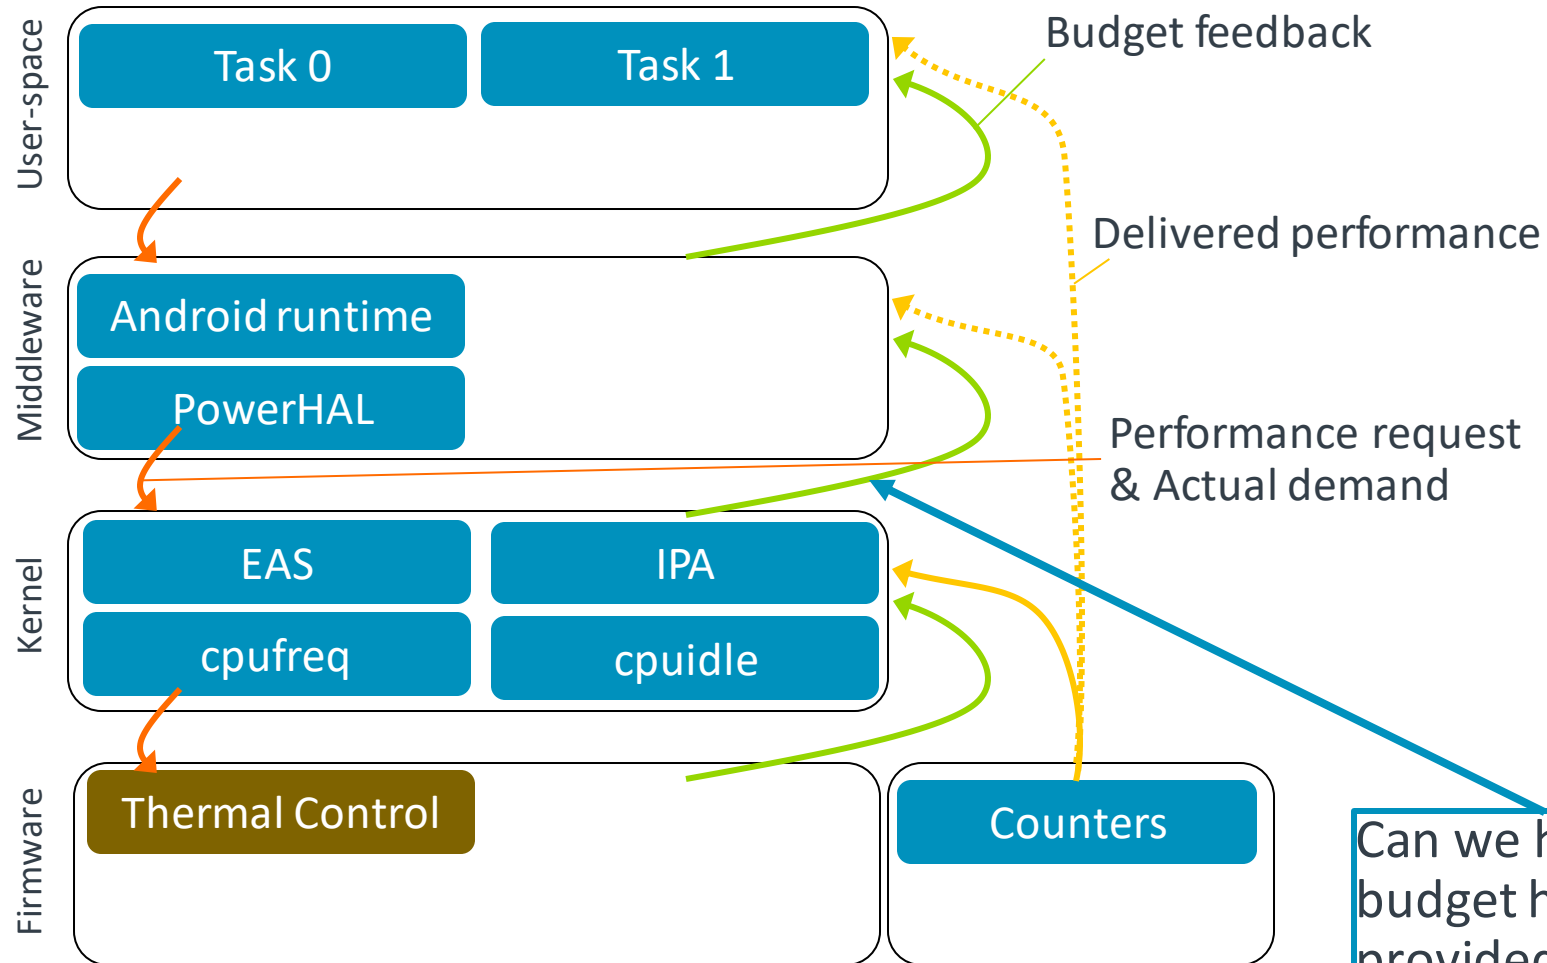 User-space
Task 0
Task 1
Budget feedback
Delivered performance
Middleware
Android runtime
PowerHAL
Performance request
& Actual demand
Kernel
EAS
IPA
cpufreq
cpuidle
Firmware
Thermal Control
Counters
Can we
budget
provided